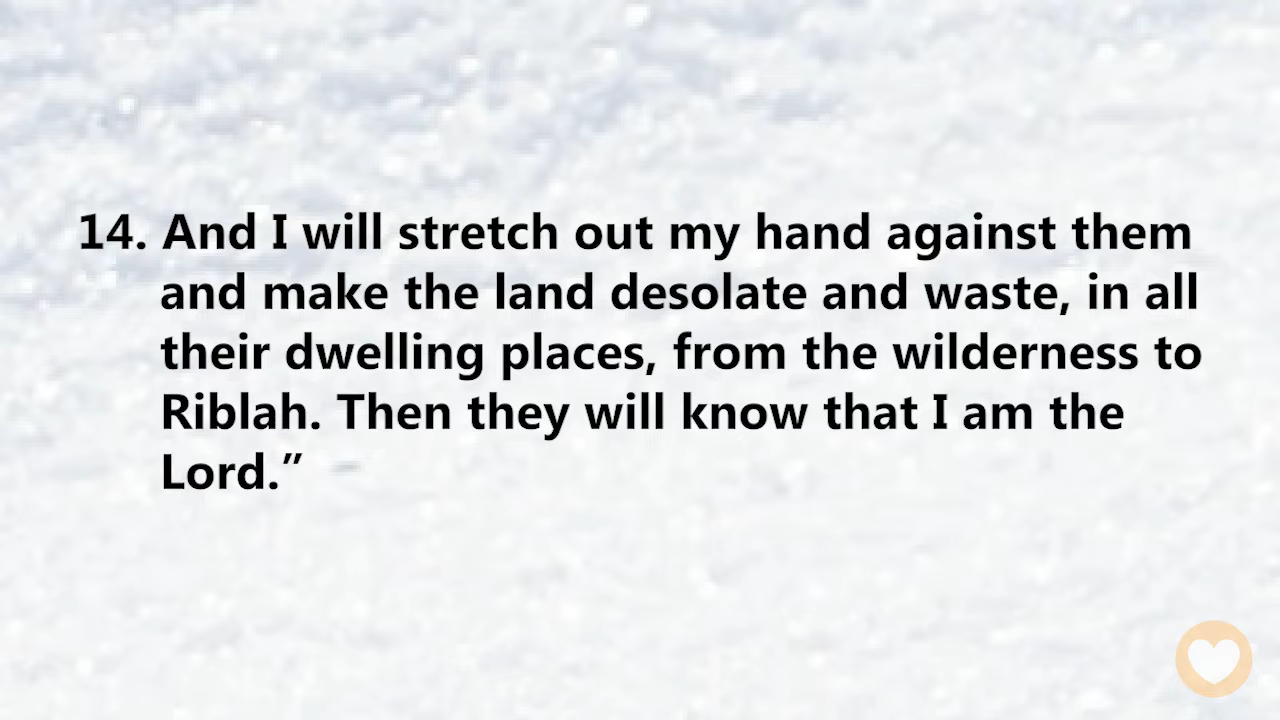 14. And I will stretch out my hand against them
and make the land desolate and waste, in all
their dwelling places, from the wilderness to
Riblah. Then they will know that I am the
Lord.”